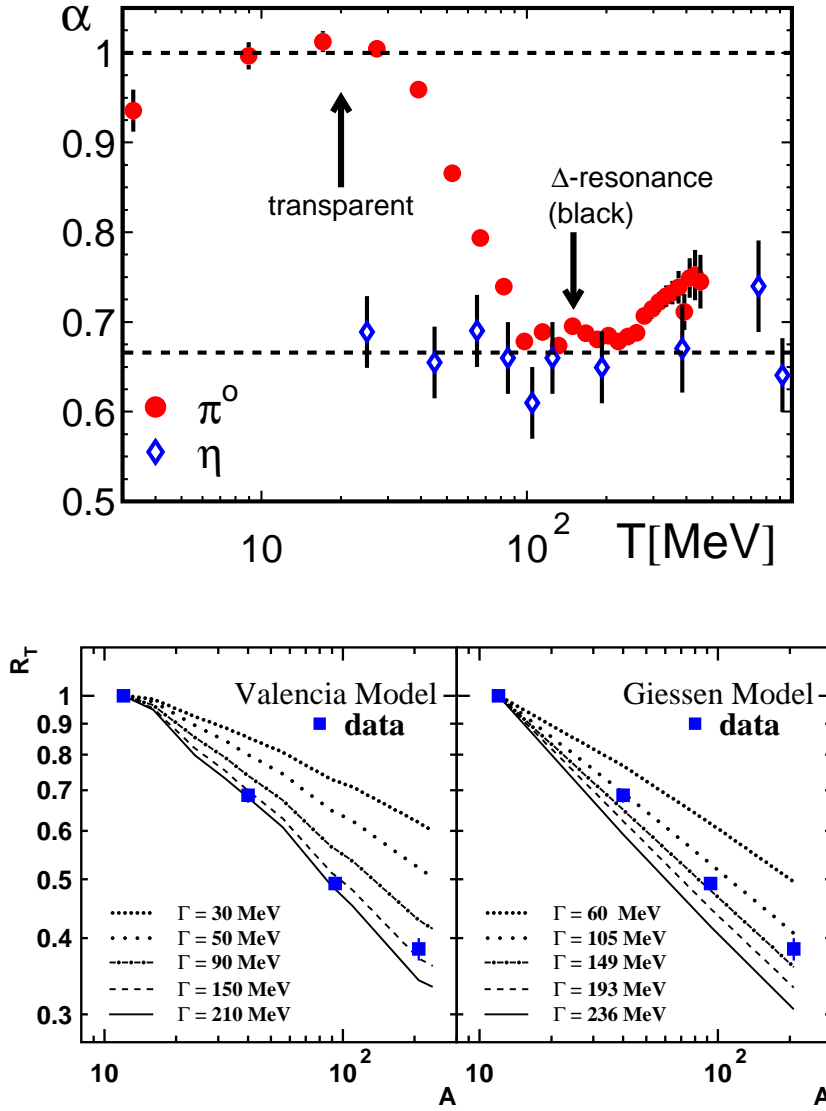 α
1
0.9
0.8
0.7
0.6
0.5
transparent
Δ-resonance
(black)
π⁰
η
10
10²
T[MeV]
R_T
1
0.9
0.8
0.7
0.6
0.5
0.4
0.3
Valencia Model
data
Γ = 30 MeV
Γ = 50 MeV
Γ = 90 MeV
Γ = 150 MeV
Γ = 210 MeV
10
10²
A
Giessen Model
data
Γ = 60 MeV
Γ = 105 MeV
Γ = 149 MeV
Γ = 193 MeV
Γ = 236 MeV
10
10²
A